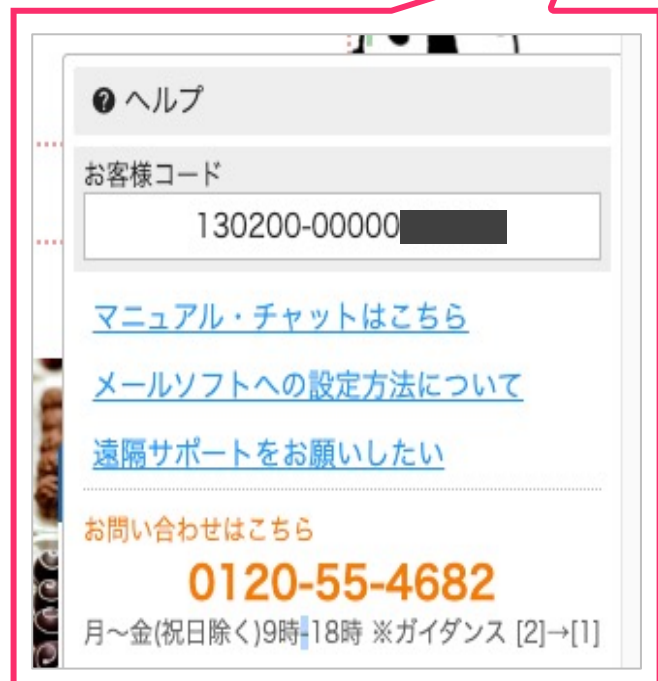 ヘルプ
お客様コード
130200-00000
マニュアル・チャットはこちら
メールソフトへの設定方法について
遠隔サポートをお願いしたい
お問い合わせはこちら
0120-55-4682
月～金(祝日除く)9時-18時 ※ガイダンス [2]→[1]